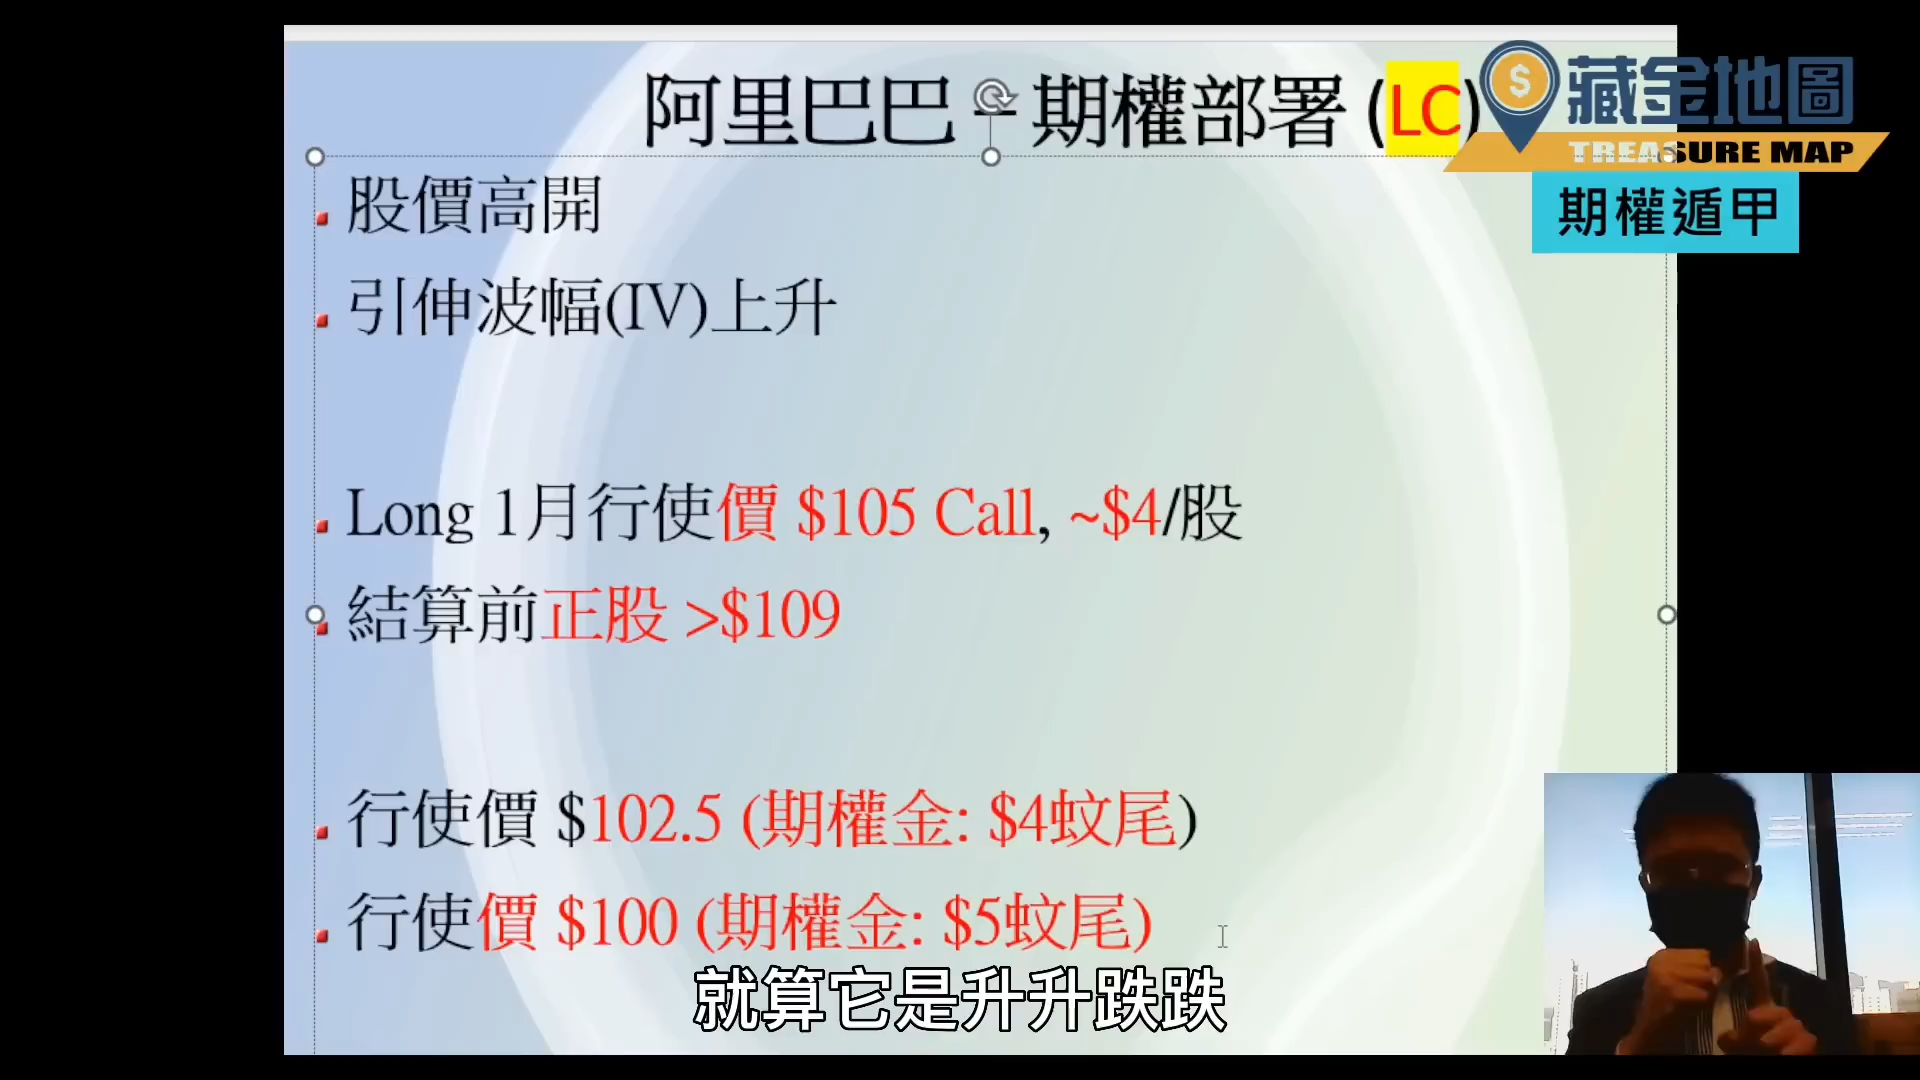 阿里巴巴 – 期權部署 (LC)
藏金地圖
TREASURE MAP
期權遁甲
股價高開
引伸波幅(IV)上升
Long 1月行使價 $105 Call, ~$4/股
結算前正股 >$109
行使價 $102.5 (期權金: $4蚊尾)
行使價 $100 (期權金: $5蚊尾)
就算它是升升跌跌